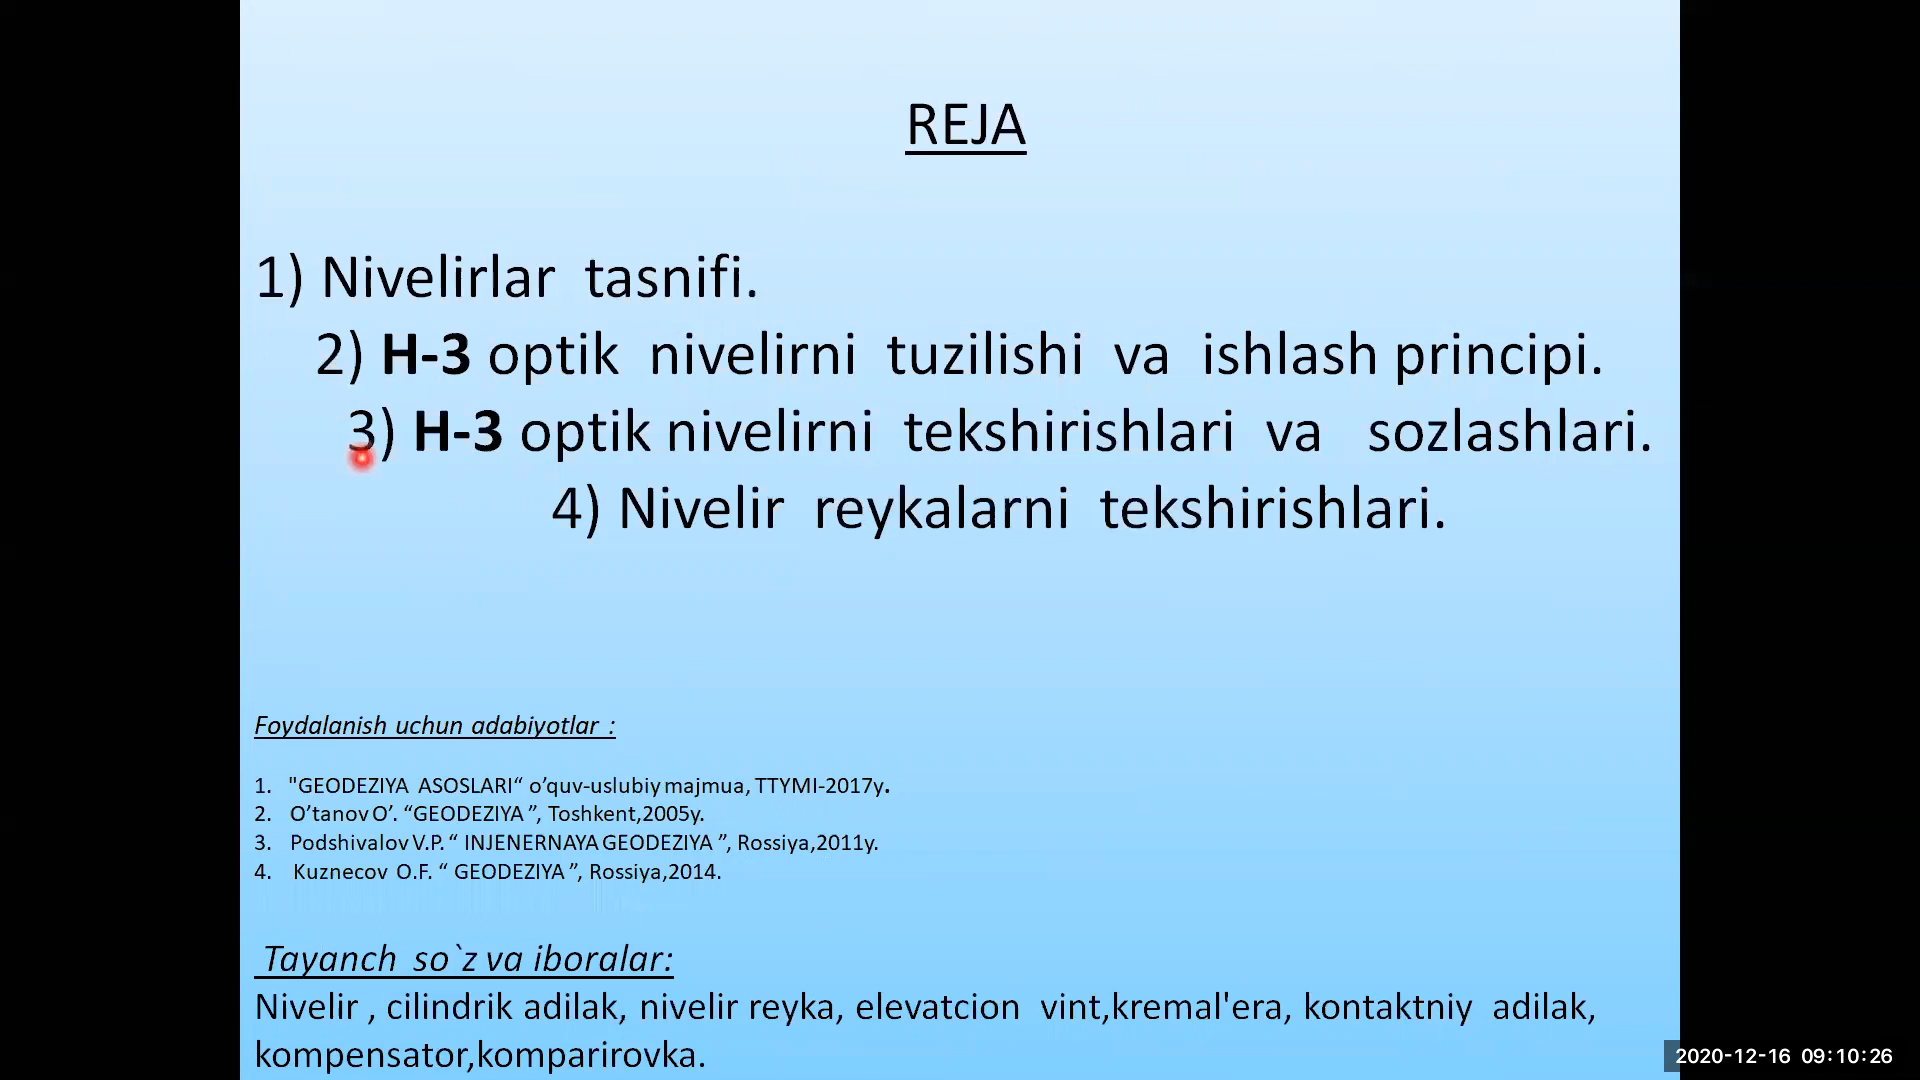 REJA
1) Nivelirlar tasnifi.
2) H-3 optik nivelirni tuzilishi va ishlash principi.
3) H-3 optik nivelirni tekshirishlari va sozlashlari.
4) Nivelir reykalarni tekshirishlari.
Foydalanish uchun adabiyotlar :
1. "GEODEZIYA ASOSLARI“ o’quv-uslubiy majmua, TTYMI-2017y.
2. O’tanov O’. “GEODEZIYA ”, Toshkent,2005y.
3. Podshivalov V.P. “ INJENERNAYA GEODEZIYA ”, Rossiya,2011y.
4. Kuznecov O.F. “ GEODEZIYA ”, Rossiya,2014.
Tayanch so`z va iboralar:
Nivelir , cilindrik adilak, nivelir reyka, elevatcion vint,kremal'era, kontaktniy adilak,
kompensator,komparirovka.
2020-12-16 09:10:26